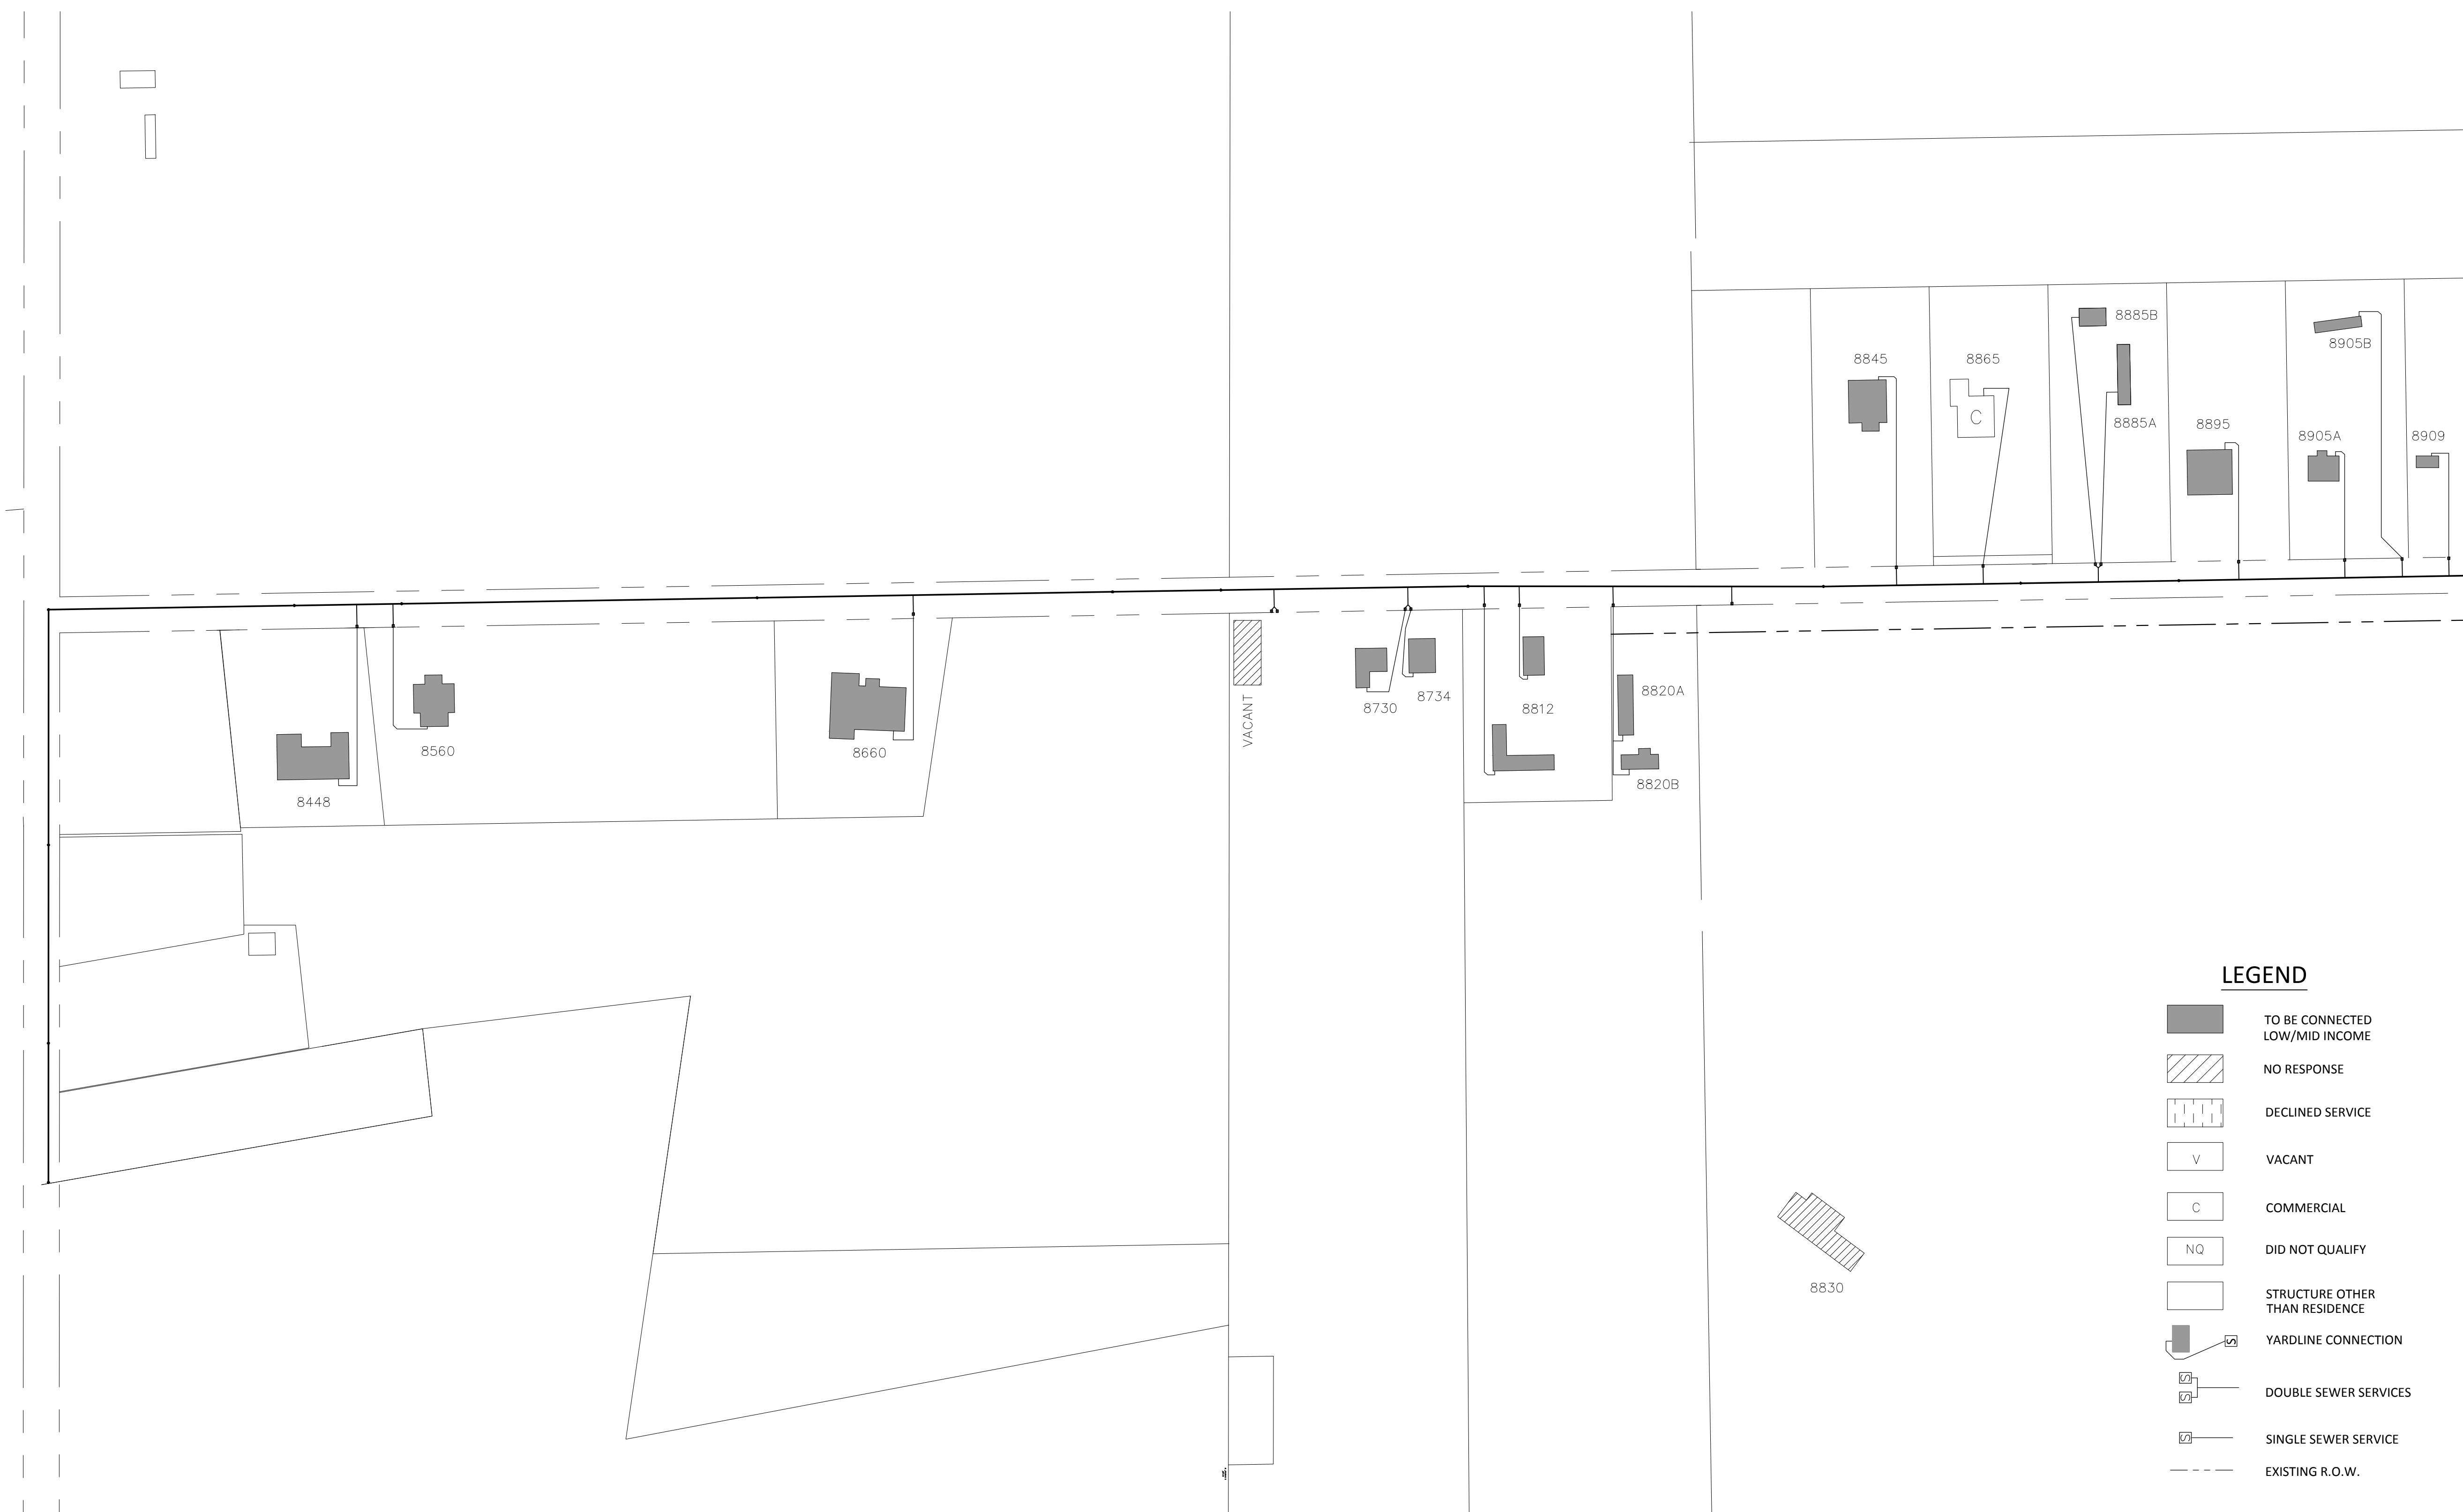 8885B
8905B
8845
8865
C
8885A
8895
8905A
8909
8820A
8734
8730
8812
VACANT
8560
8660
8820B
8448
8830
LEGEND
TO BE CONNECTED
LOW/MID INCOME
NO RESPONSE
DECLINED SERVICE
V
VACANT
C
COMMERCIAL
NQ
DID NOT QUALIFY
STRUCTURE OTHER
THAN RESIDENCE
S
YARDLINE CONNECTION
S
S
DOUBLE SEWER SERVICES
S
SINGLE SEWER SERVICE
EXISTING R.O.W.